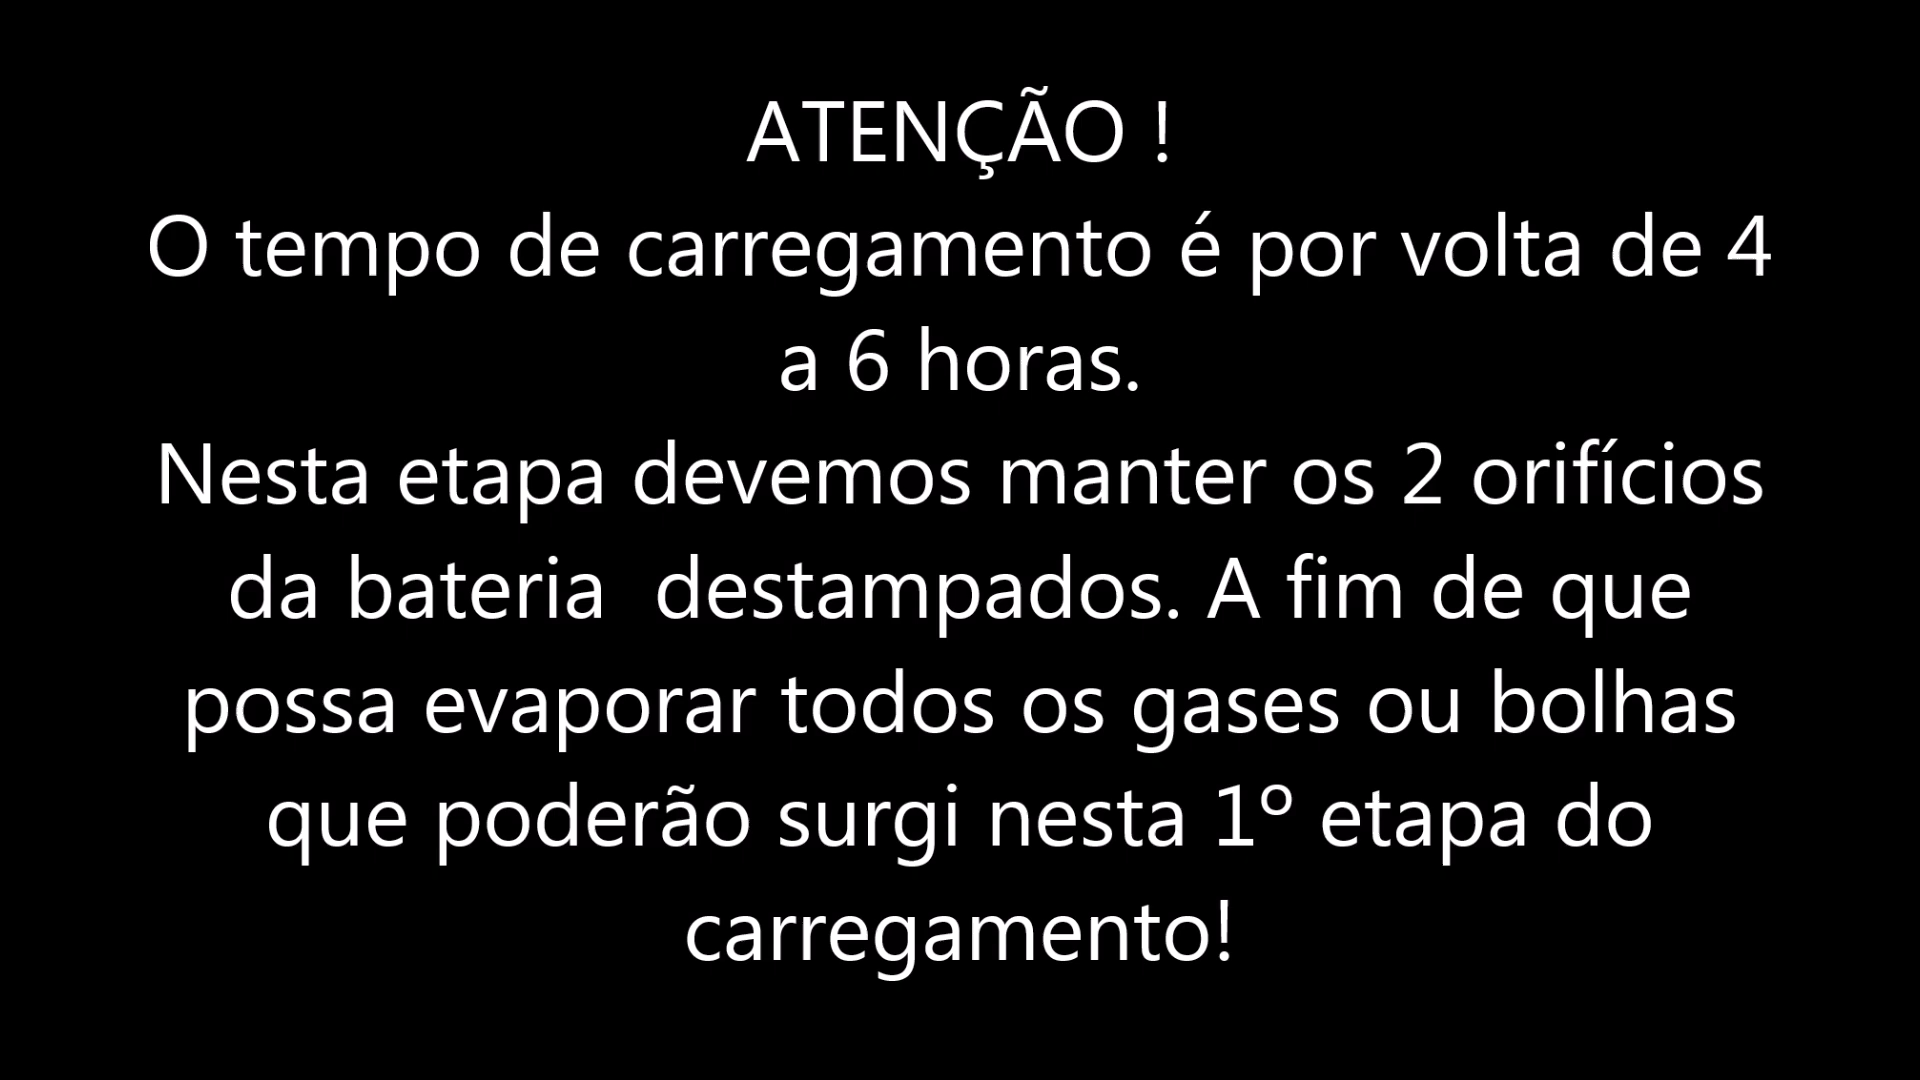 ATENÇÃO !
O tempo de carregamento é por volta de 4
a 6 horas.
Nesta etapa devemos manter os 2 orifícios
da bateria  destampados. A fim de que
possa evaporar todos os gases ou bolhas
que poderão surgi nesta 1º etapa do
carregamento!